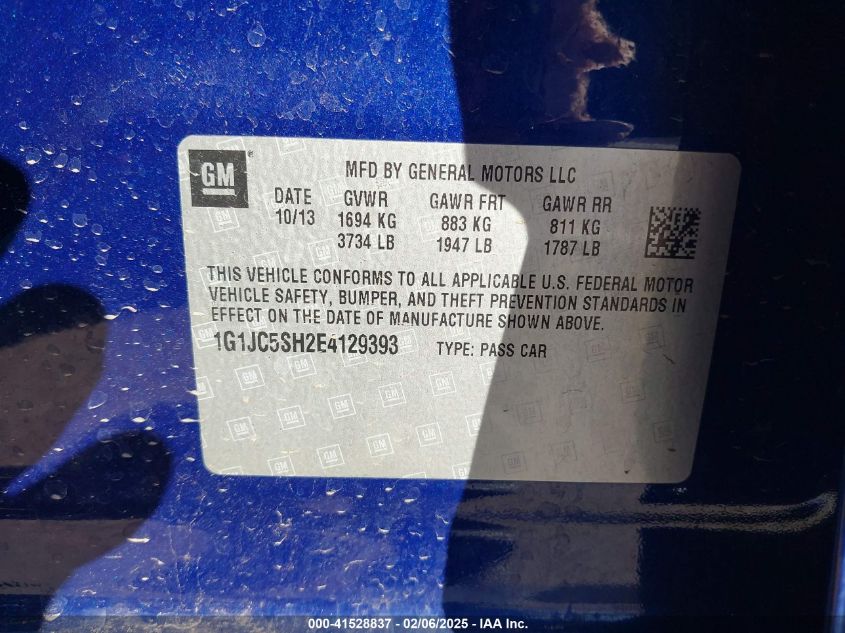 GM
MFD BY GENERAL MOTORS LLC
DATE GVWR GAWR FRT GAWR RR
10/13 1694 KG 883 KG 811 KG
3734 LB 1947 LB 1787 LB
THIS VEHICLE CONFORMS TO ALL APPLICABLE U.S. FEDERAL MOTOR
VEHICLE SAFETY, BUMPER, AND THEFT PREVENTION STANDARDS IN
EFFECT ON THE DATE OF MANUFACTURE SHOWN ABOVE.
1G1JC5SH2E4129393 TYPE: PASS CAR
000-41528837 - 02/06/2025 - IAA Inc.